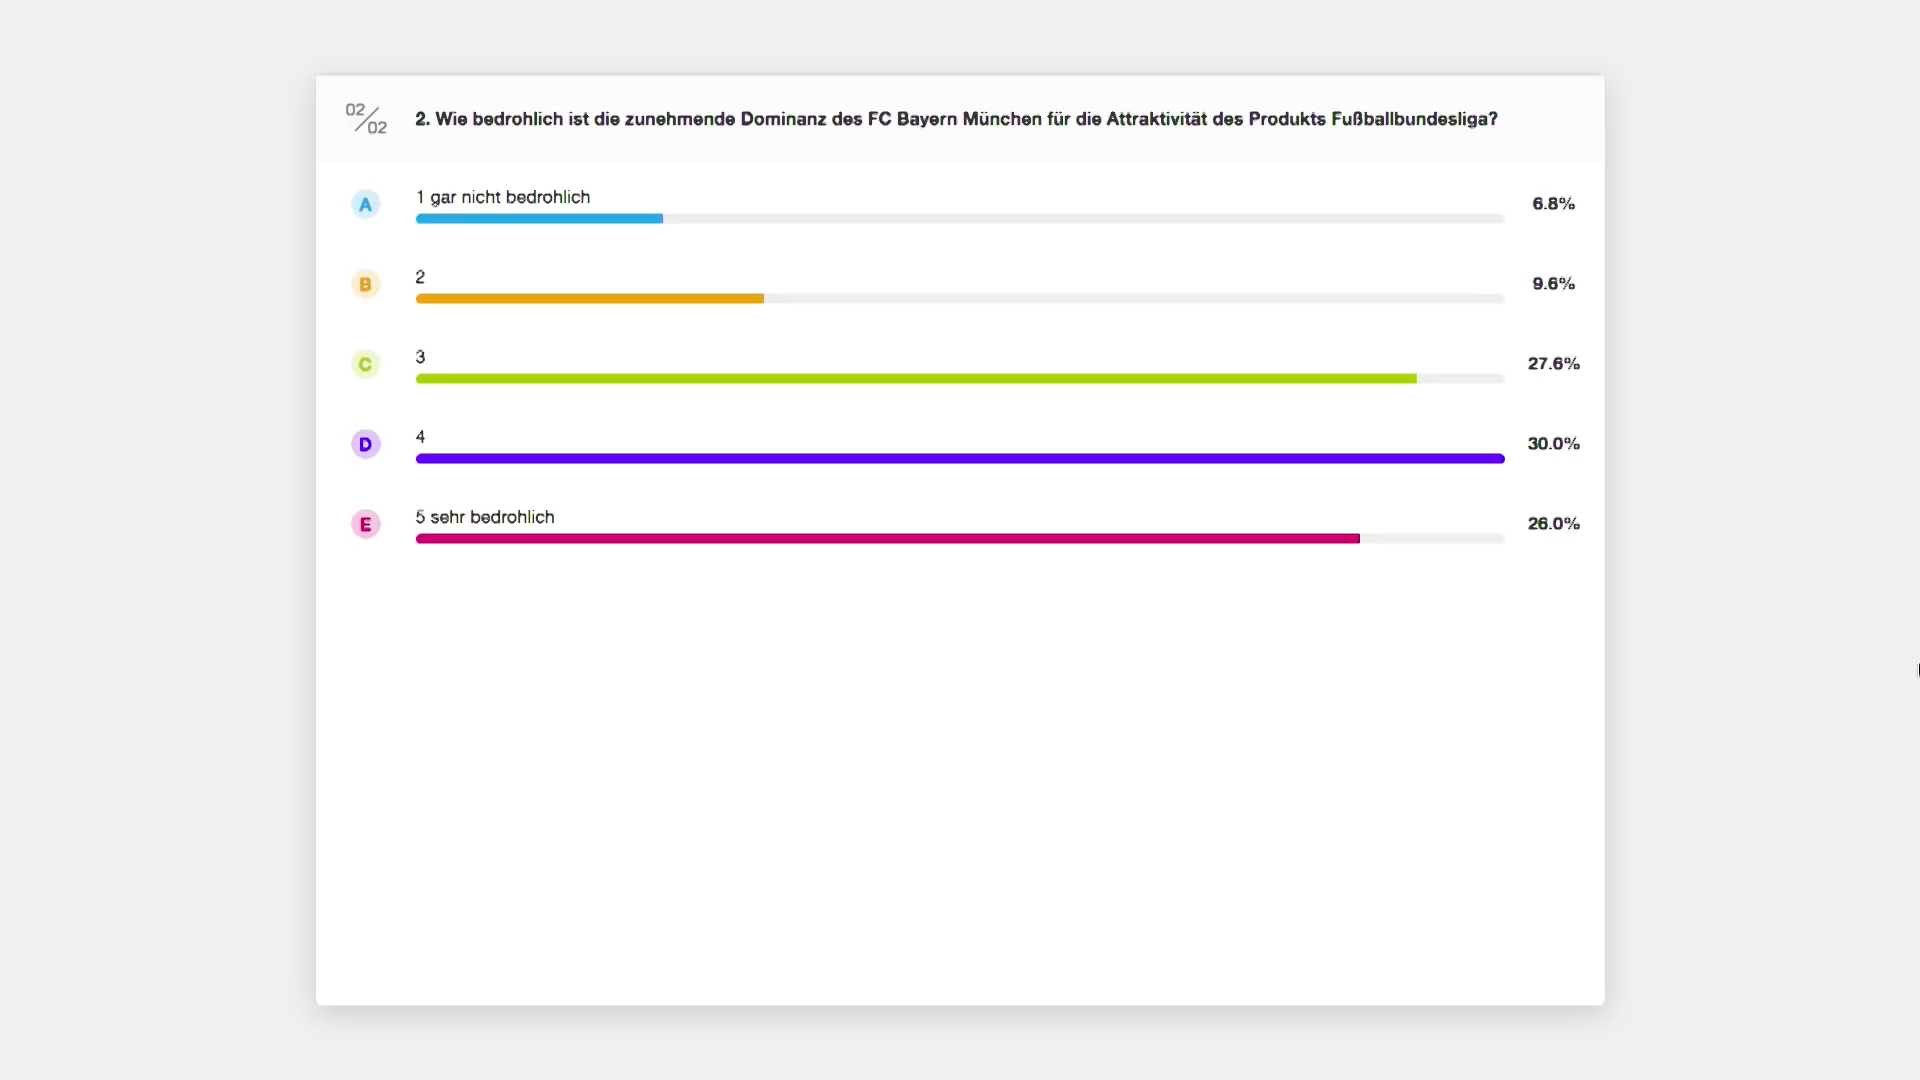 02/02
2. Wie bedrohlich ist die zunehmende Dominanz des FC Bayern München für die Attraktivität des Produkts Fußballbundesliga?
A 1 gar nicht bedrohlich 6.8%
B 2 9.6%
C 3 27.6%
D 4 30.0%
E 5 sehr bedrohlich 26.0%